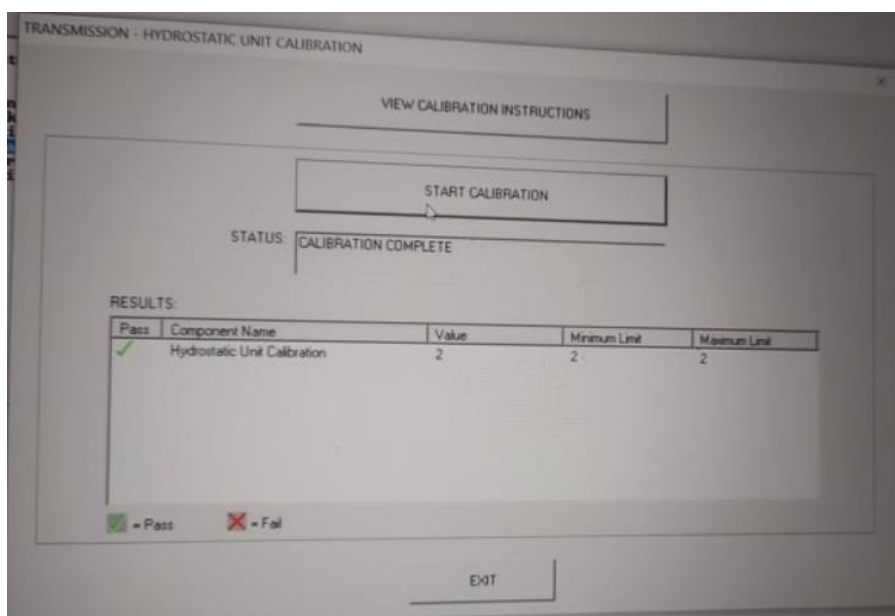 TRANSMISSION - HYDROSTATIC UNIT CALIBRATION
VIEW CALIBRATION INSTRUCTIONS
START CALIBRATION
STATUS: CALIBRATION COMPLETE
RESULTS:
Pass Component Name Value Minimum Limit Maximum Limit
Hydrostatic Unit Calibration 2 2 2
= Pass = Fail
EXIT